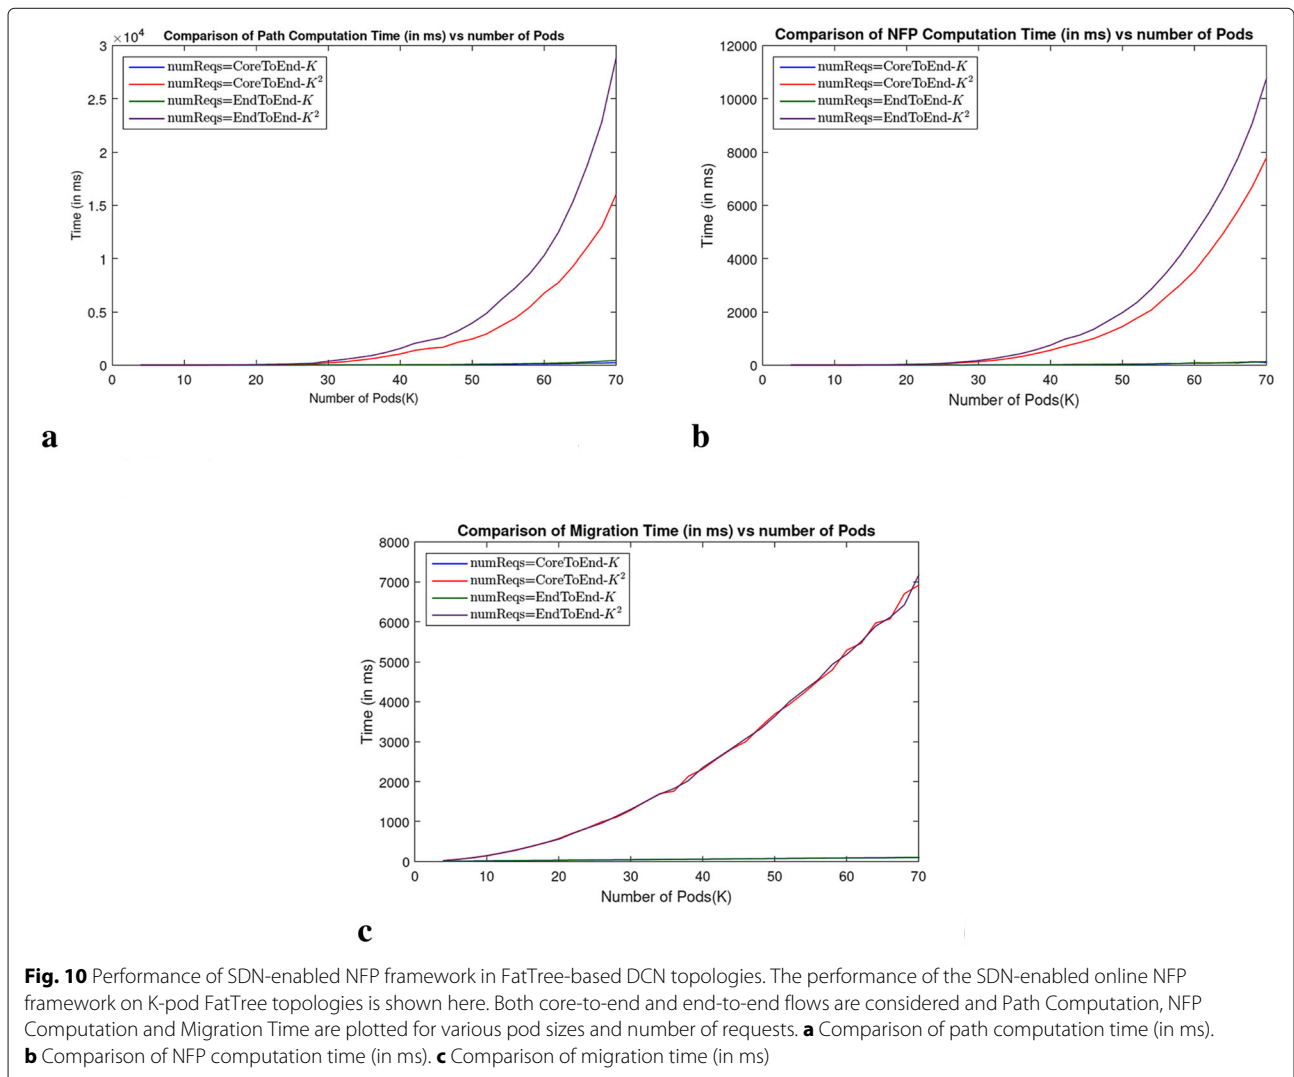 Comparison of Path Computation Time (in ms) vs number of Pods
×10⁴
3
2.5
2
1.5
1
0.5
0
Time (in ms)
numReqs=CoreToEnd-K
numReqs=CoreToEnd-K²
numReqs=EndToEnd-K
numReqs=EndToEnd-K²
0 10 20 30 40 50 60 70
Number of Pods(K)
a
Comparison of NFP Computation Time (in ms) vs number of Pods
12000
10000
8000
6000
4000
2000
0
Time (in ms)
numReqs=CoreToEnd-K
numReqs=CoreToEnd-K²
numReqs=EndToEnd-K
numReqs=EndToEnd-K²
0 10 20 30 40 50 60 70
Number of Pods(K)
b
Comparison of Migration Time (in ms) vs number of Pods
8000
7000
6000
5000
4000
3000
2000
1000
0
Time (in ms)
numReqs=CoreToEnd-K
numReqs=CoreToEnd-K²
numReqs=EndToEnd-K
numReqs=EndToEnd-K²
0 10 20 30 40 50 60 70
Number of Pods(K)
c
Fig. 10 Performance of SDN-enabled NFP framework in FatTree-based DCN topologies. The performance of the SDN-enabled online NFP
framework on K-pod FatTree topologies is shown here. Both core-to-end and end-to-end flows are considered and Path Computation, NFP
Computation and Migration Time are plotted for various pod sizes and number of requests. a Comparison of path computation time (in ms).
b Comparison of NFP computation time (in ms). c Comparison of migration time (in ms)